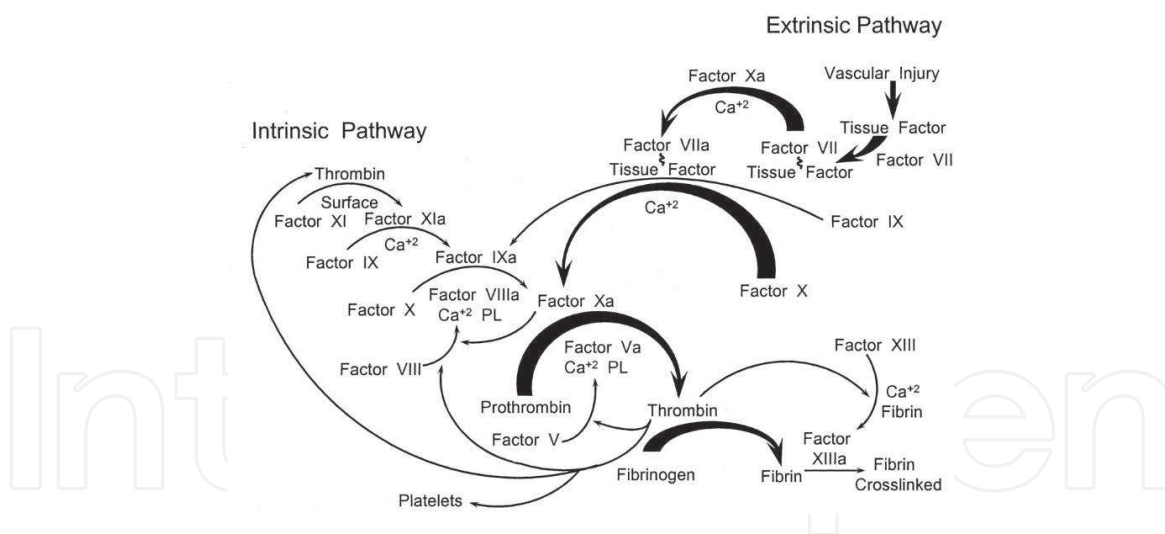 Extrinsic Pathway
Factor Xa
Vascular Injury
Ca+2
Intrinsic Pathway
Tissue Factor
Factor VIIa
Factor VII
Factor VII
Tissue Factor
Tissue Factor
Thrombin
Surface
Ca+2
Factor XI
Factor XIa
Factor IX
Ca+2
Factor IX
Factor IXa
Factor X
Factor VIIIa
Factor X
Factor Xa
Ca+2 PL
Factor Va
Factor XIII
Factor VIII
Ca+2 PL
Ca+2
Prothrombin
Thrombin
Fibrin
Factor V
Factor
XIIIa
Fibrinogen
Fibrin
Fibrin
Crosslinked
Platelets